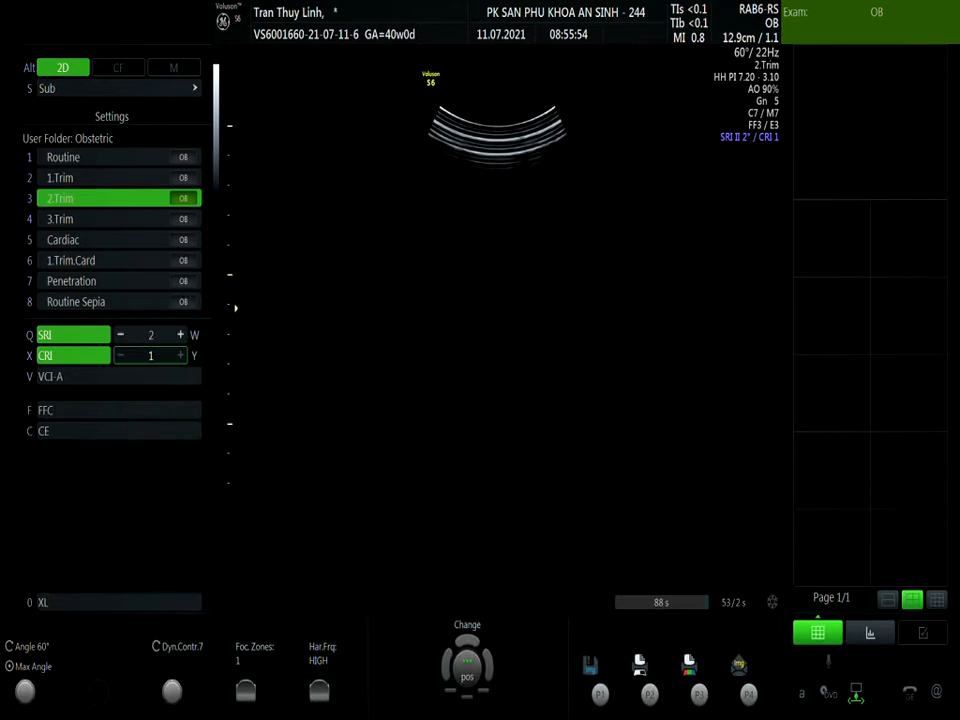 Voluson™
S6
Tran Thuy Linh, *
PK SAN PHU KHOA AN SINH - 244
TIs <0.1
TIb <0.1
MI 0.8
RAB6-RS
OB
12.9cm / 1.1
Exam: OB
VS6001660-21-07-11-6 GA=40w0d
11.07.2021
08:55:54
60°/ 22Hz
2.Trim
HH PI 7.20 - 3.10
AO 90%
Gn 5
C7 / M7
FF3 / E3
SRI II 2° / CRI 1
Voluson
S6
Alt 2D CF M
S Sub >
Settings
User Folder: Obstetric
1 Routine OB
2 1.Trim OB
3 2.Trim OB
4 3.Trim OB
5 Cardiac OB
6 1.Trim.Card OB
7 Penetration OB
8 Routine Sepia OB
Q SRI - 2 + W
X CRI - 1 + Y
V VCI-A
F FFC
C CE
0 XL
88 s
53/2 s
Page 1/1
Angle 60°
Max Angle
Dyn.Contr.7
Foc. Zones:
1
Har.Frq:
HIGH
Change
pos
Img
P1
P2
P3
P4
a
DVD
@